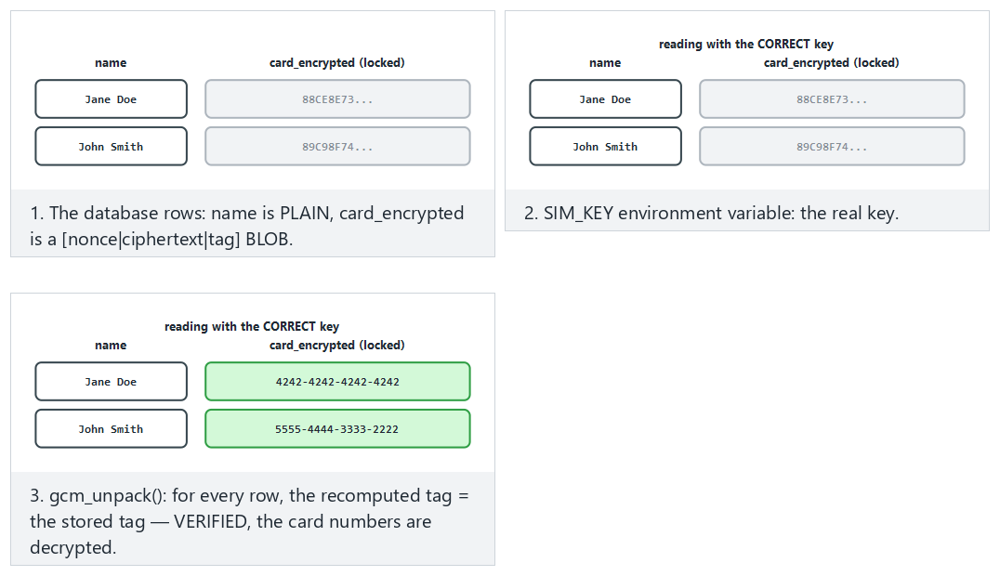 name card_encrypted (locked)
Jane Doe 88CE8E73...
John Smith 89C98F74...
1. The database rows: name is PLAIN, card_encrypted
is a [nonce|ciphertext|tag] BLOB.
reading with the CORRECT key
name card_encrypted (locked)
Jane Doe 88CE8E73...
John Smith 89C98F74...
2. SIM_KEY environment variable: the real key.
reading with the CORRECT key
name card_encrypted (locked)
Jane Doe 4242-4242-4242-4242
John Smith 5555-4444-3333-2222
3. gcm_unpack(): for every row, the recomputed tag =
the stored tag — VERIFIED, the card numbers are
decrypted.